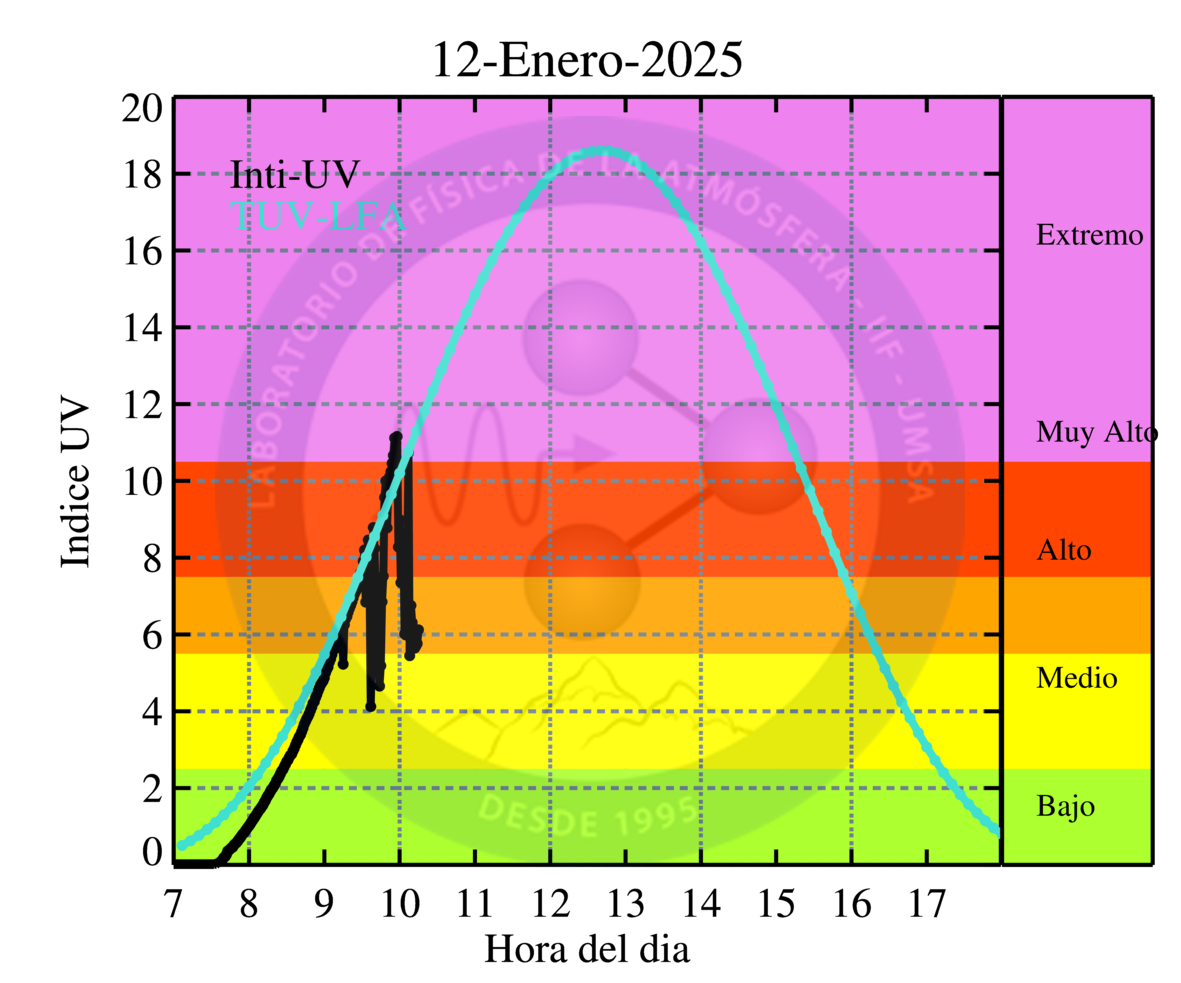 12-Enero-2025
Inti-UV
TUV-LFA
LABORATORIO DE FÍSICA DE LA ATMÓSFERA - IIF - UMSA
DESDE 1995
Indice UV
20
18
16
14
12
10
8
6
4
2
0
Extremo
Muy Alto
Alto
Medio
Bajo
7 8 9 10 11 12 13 14 15 16 17
Hora del dia